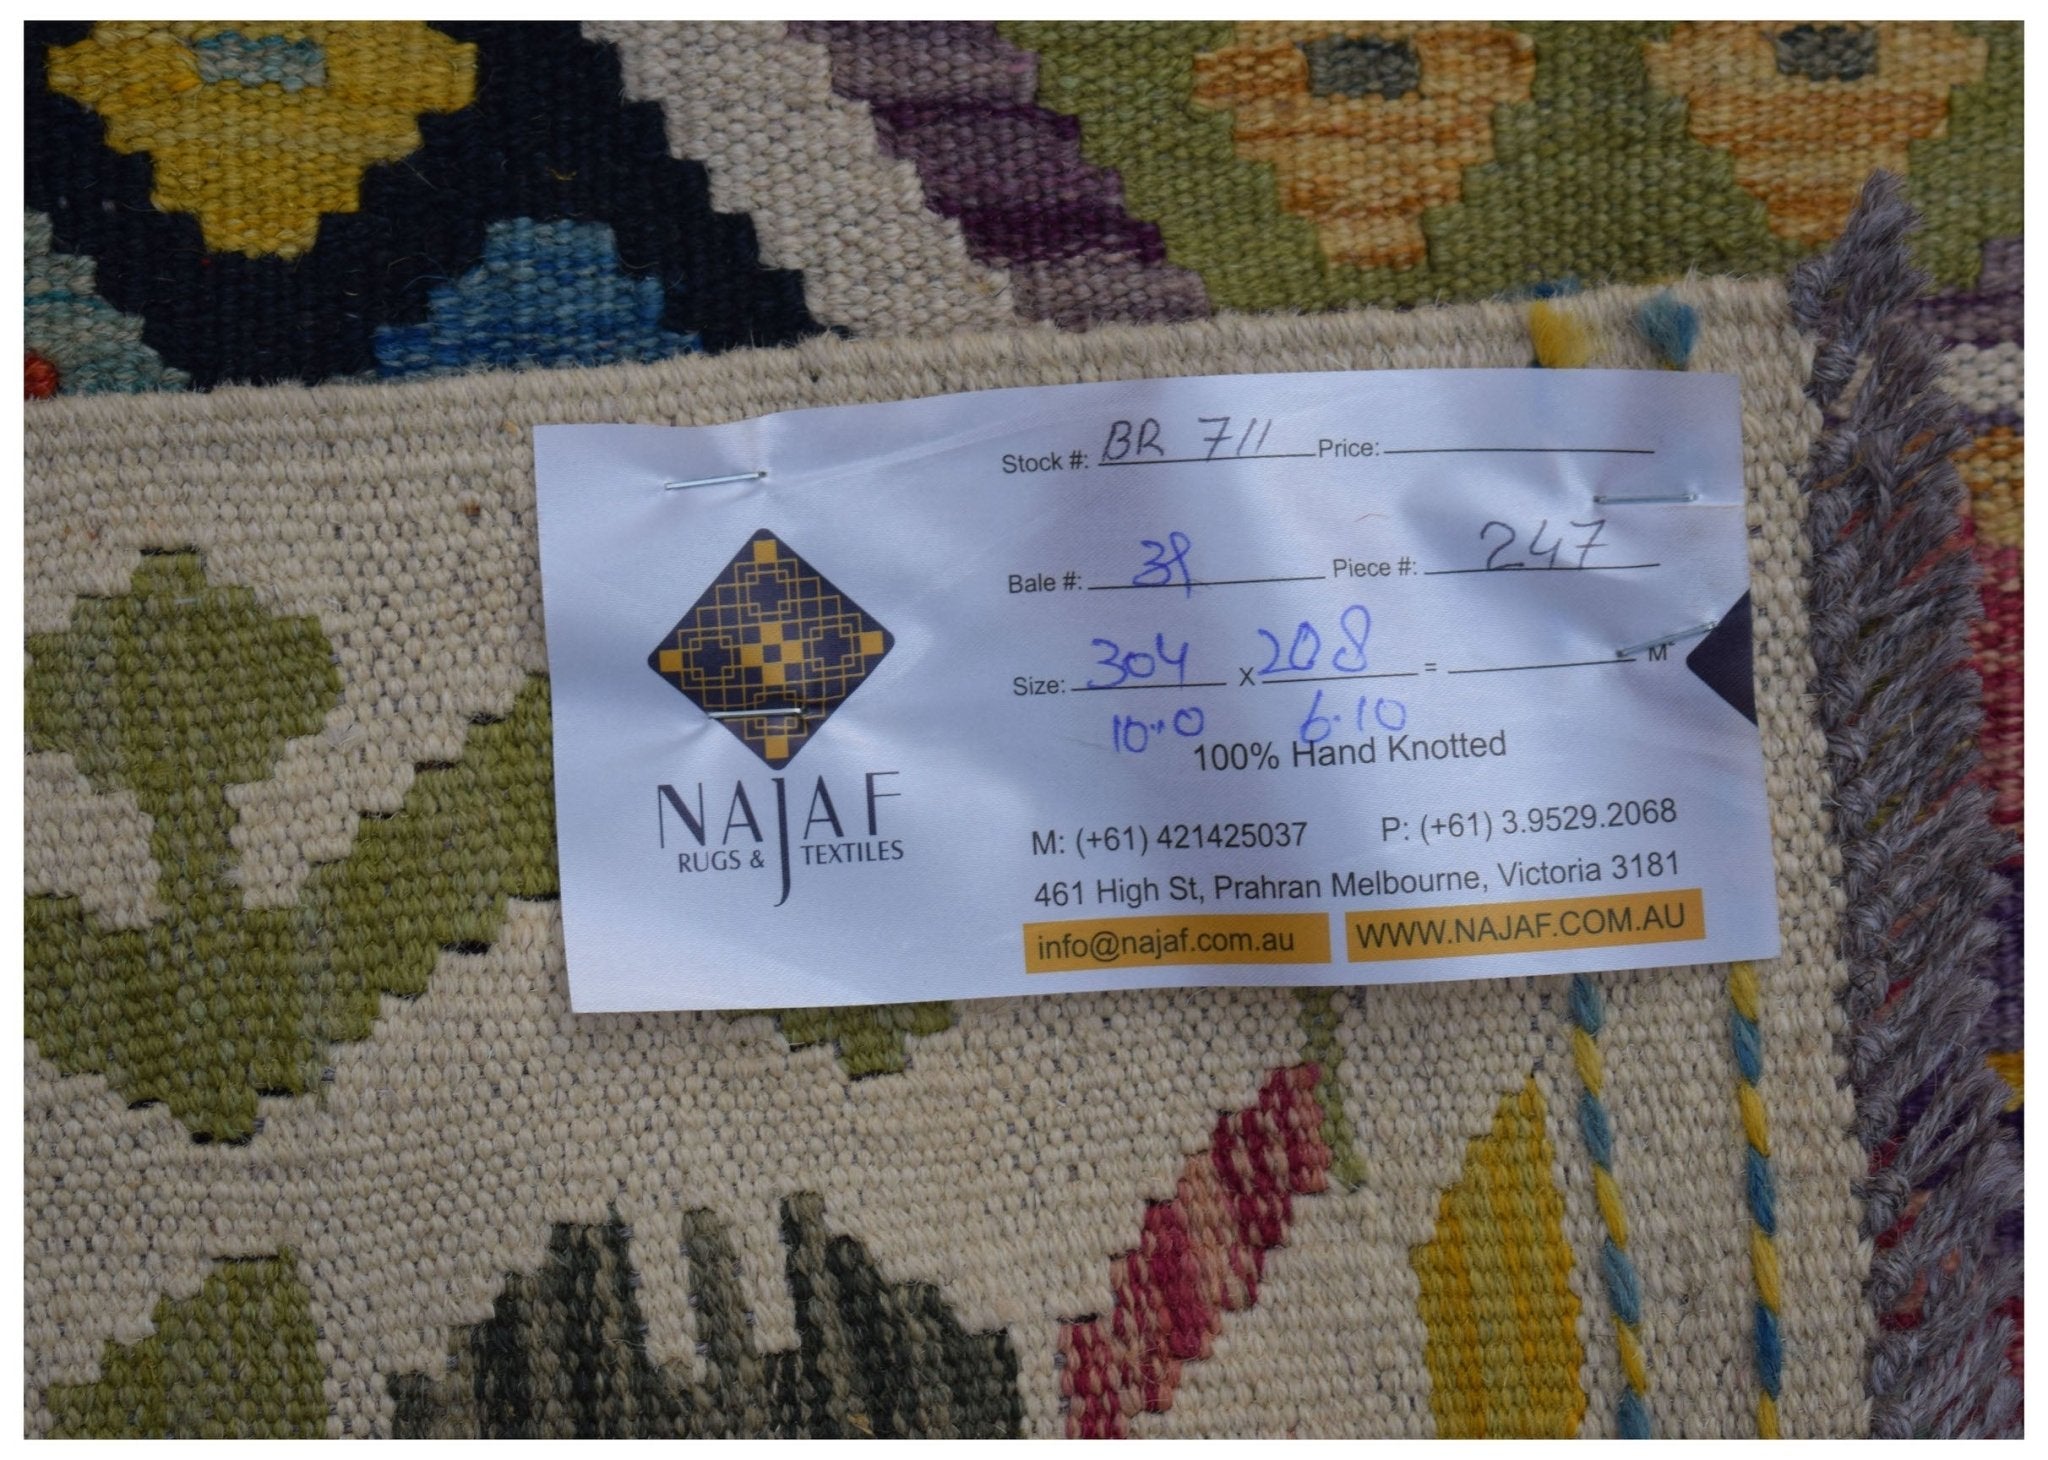 Stock #: BR 711 Price:
Bale #: Piece #: 247
Size: 304 x 208 = M²
10.0 6.10
100% Hand Knotted
NAJAF
RUGS & TEXTILES
M: (+61) 421425037 P: (+61) 3.9529.2068
461 High St, Prahran Melbourne, Victoria 3181
info@najaf.com.au WWW.NAJAF.COM.AU